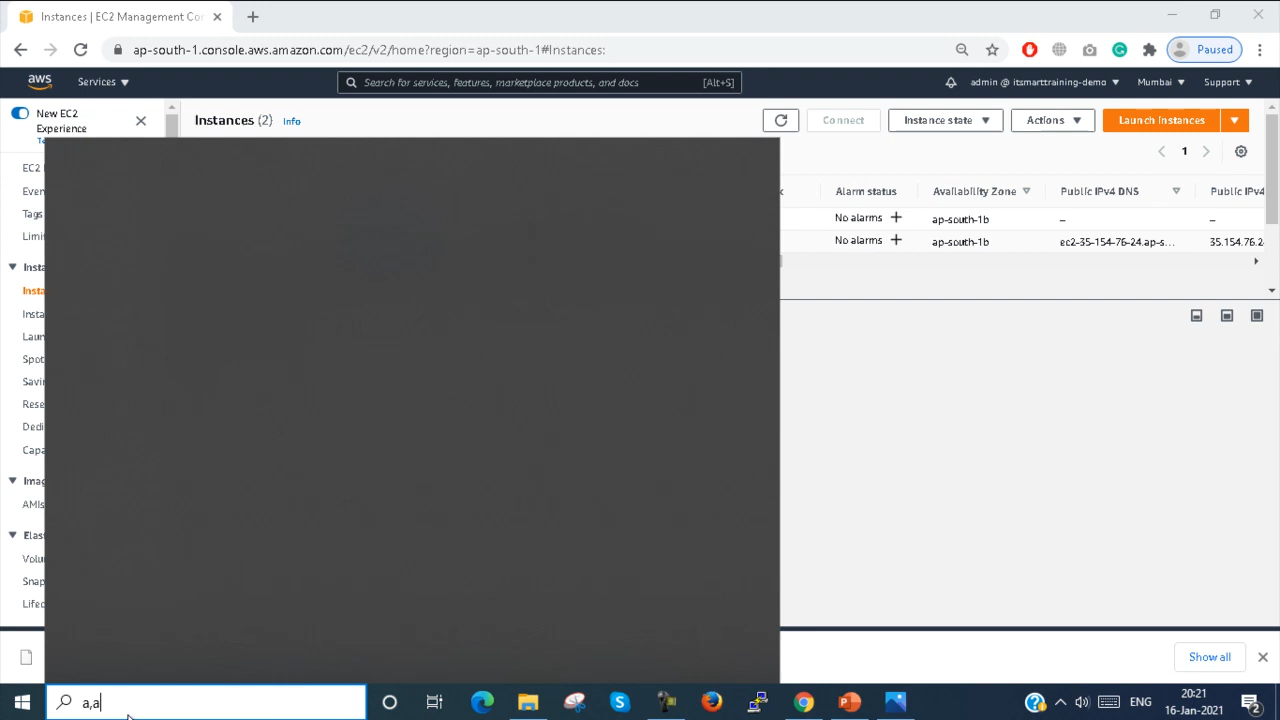 Instances | EC2 Management Con
ap-south-1.console.aws.amazon.com/ec2/v2/home?region=ap-south-1#Instances:
Paused
aws
Services
Search for services, features, marketplace products, and docs
[Alt+S]
admin @ itsmarttraining-demo
Mumbai
Support
New EC2
Experience
Instances (2)
Info
Connect
Instance state
Actions
Launch instances
1
EC2
Even
Tags
Limit
Alarm status
Availability Zone
Public IPv4 DNS
Public IPv4
No alarms
ap-south-1b
–
–
No alarms
ap-south-1b
ec2-35-154-76-24.ap-s...
35.154.76.2
Insta
Insta
Insta
Laun
Spot
Savin
Rese
Dedi
Capa
Imag
AMIs
Elast
Volu
Snap
Lifec
Show all
a,a
ENG
20:21
16-Jan-2021
2